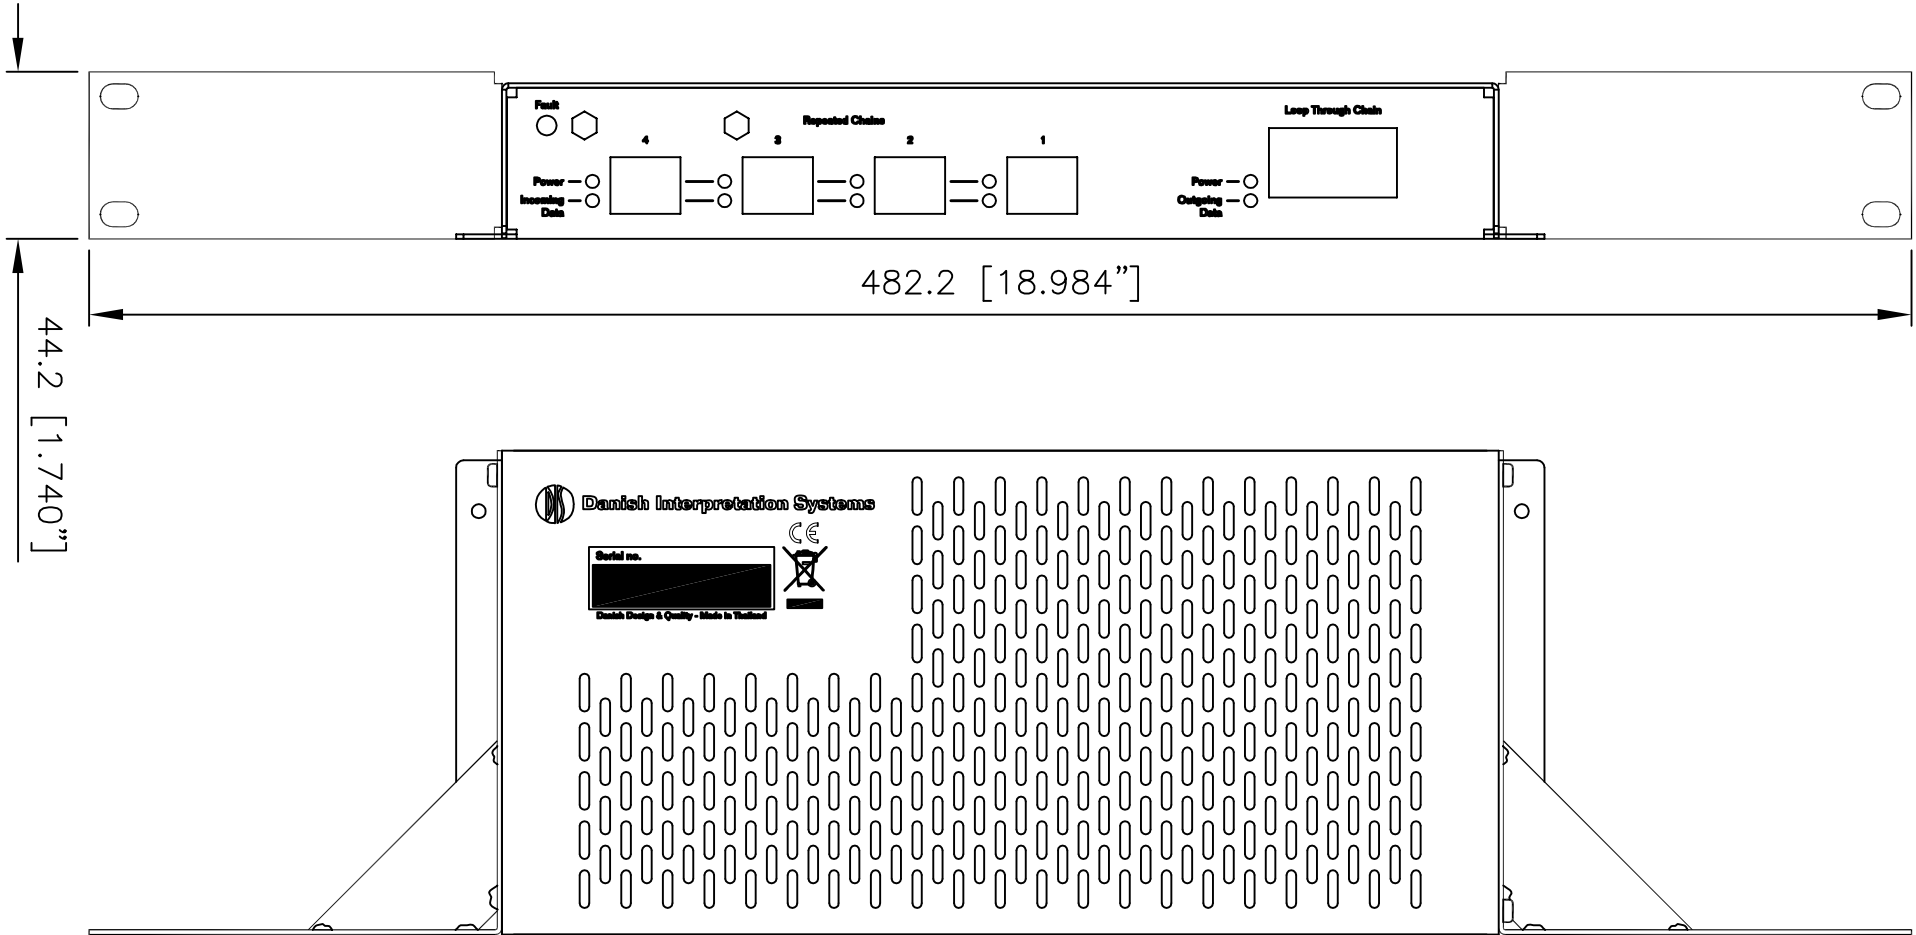 Fault
Repeated Chains
Loop Through Chain
4
3
2
1
Power
Power
Incoming
Data
Outgoing
Data
482.2 [18.984”]
44.2 [1.740”]
Danish Interpretation Systems
CE
Serial no.
Danish Design & Quality - Made in Thailand